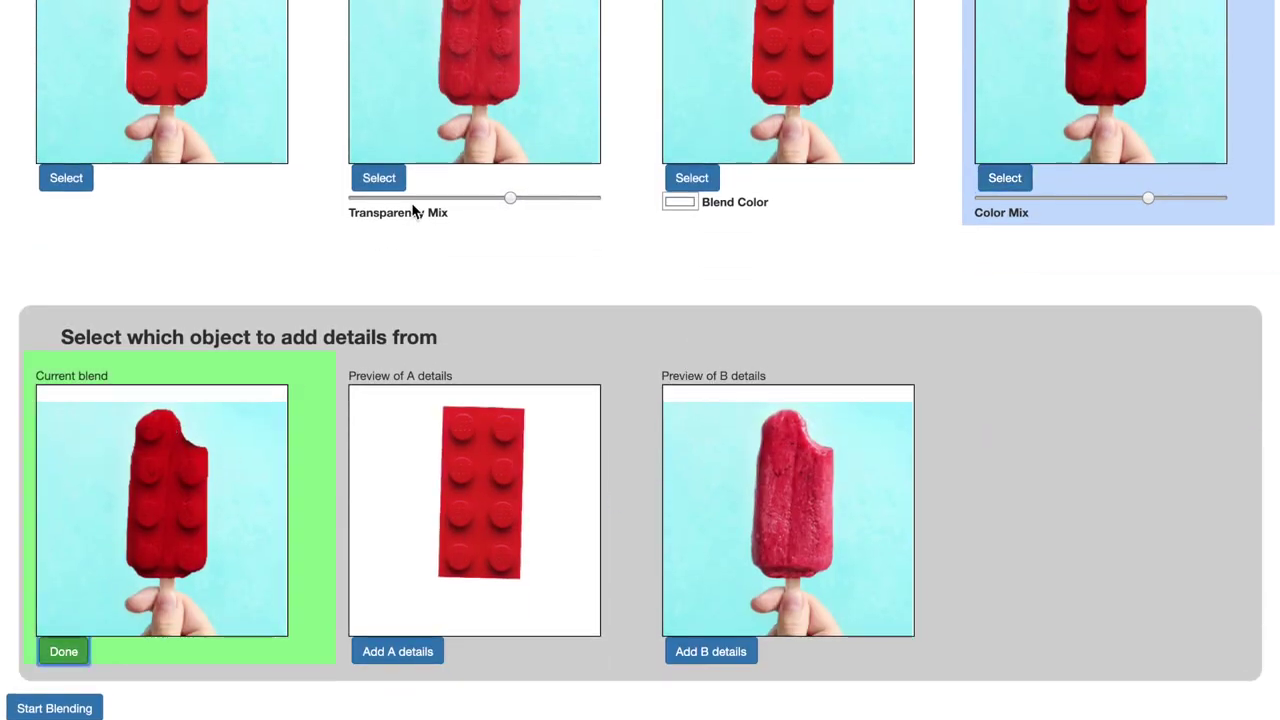 Select
Select
Select
Select
Transparency Mix
Blend Color
Color Mix
Select which object to add details from
Current blend
Preview of A details
Preview of B details
Done
Add A details
Add B details
Start Blending